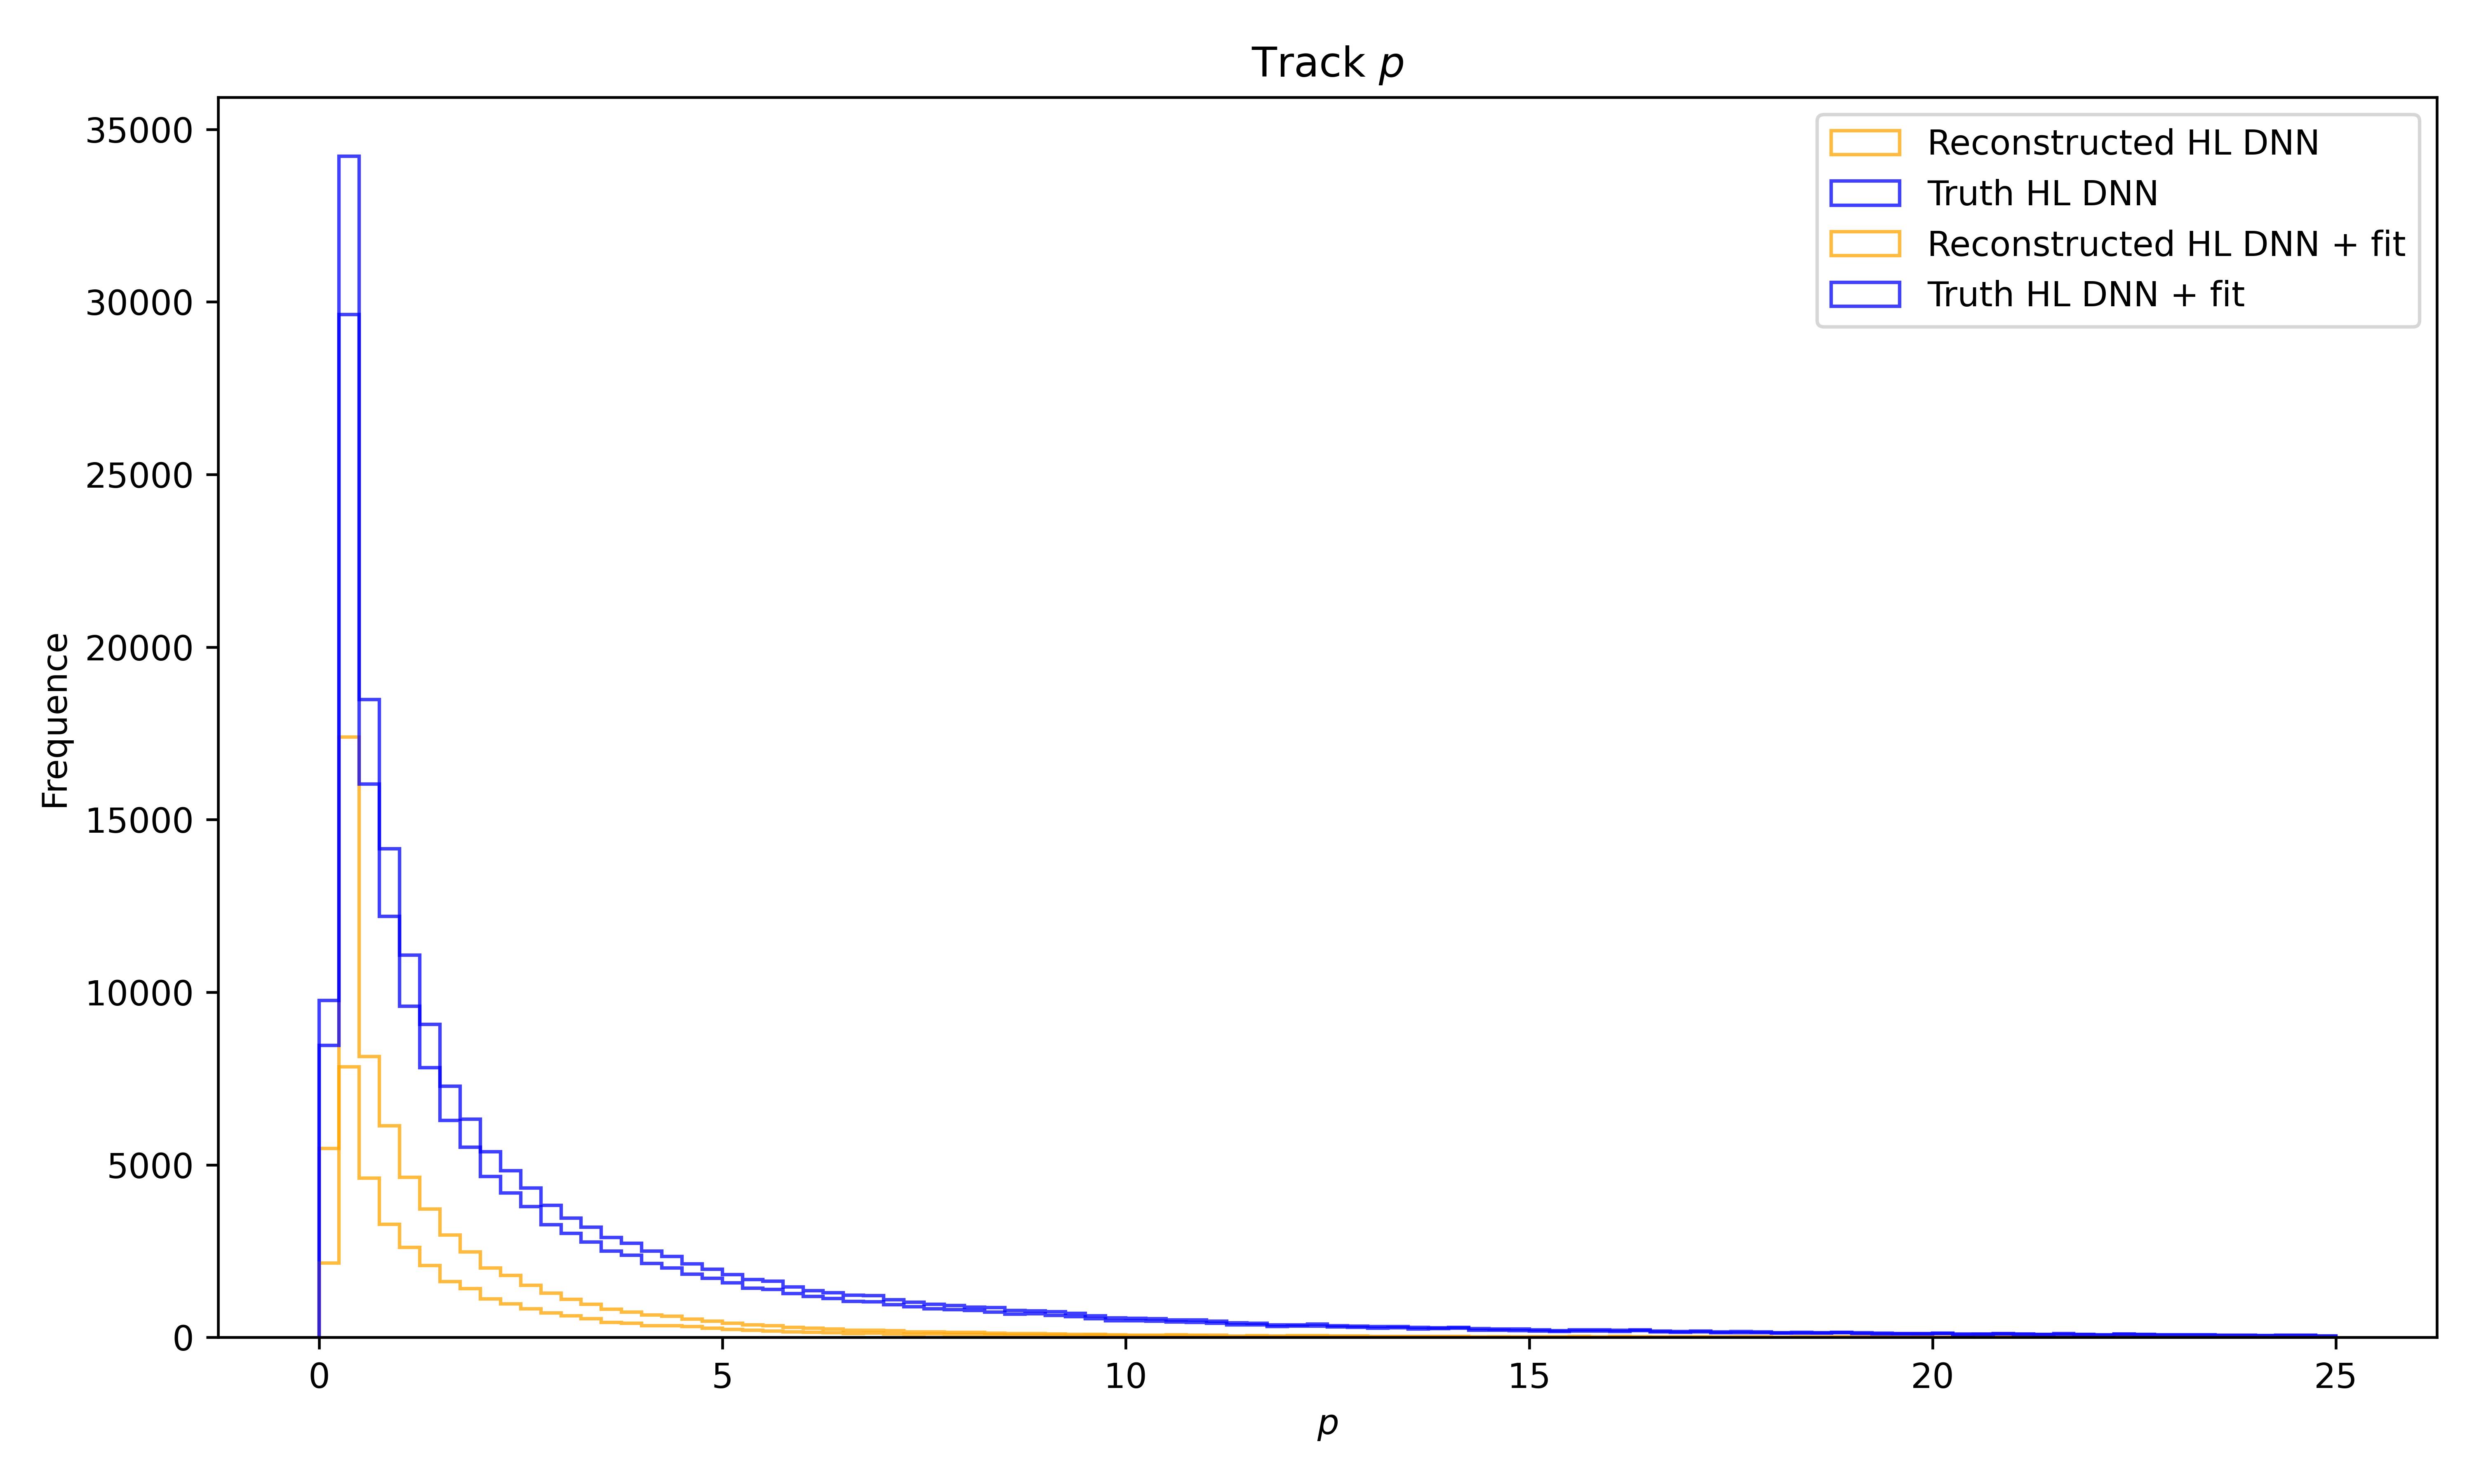 Track p
35000
30000
25000
20000
15000
10000
5000
0
Frequence
Reconstructed HL DNN
Truth HL DNN
Reconstructed HL DNN + fit
Truth HL DNN + fit
0 5 10 15 20 25
p